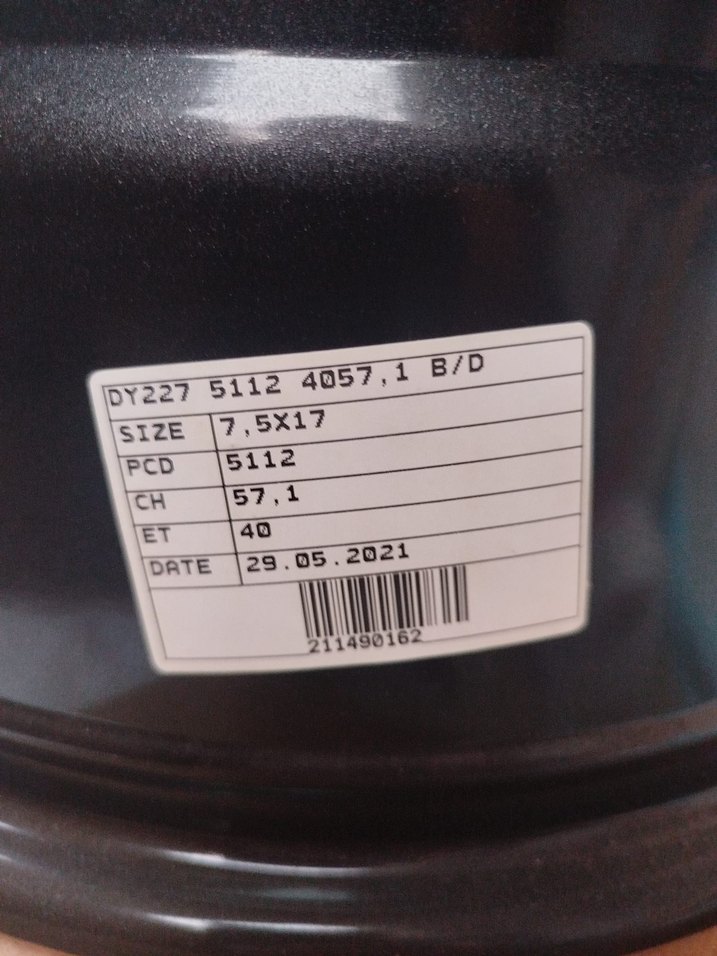 DY227 5112 4057,1 B/D
SIZE 7,5X17
PCD 5112
CH 57,1
ET 40
DATE 29.05.2021
211490162